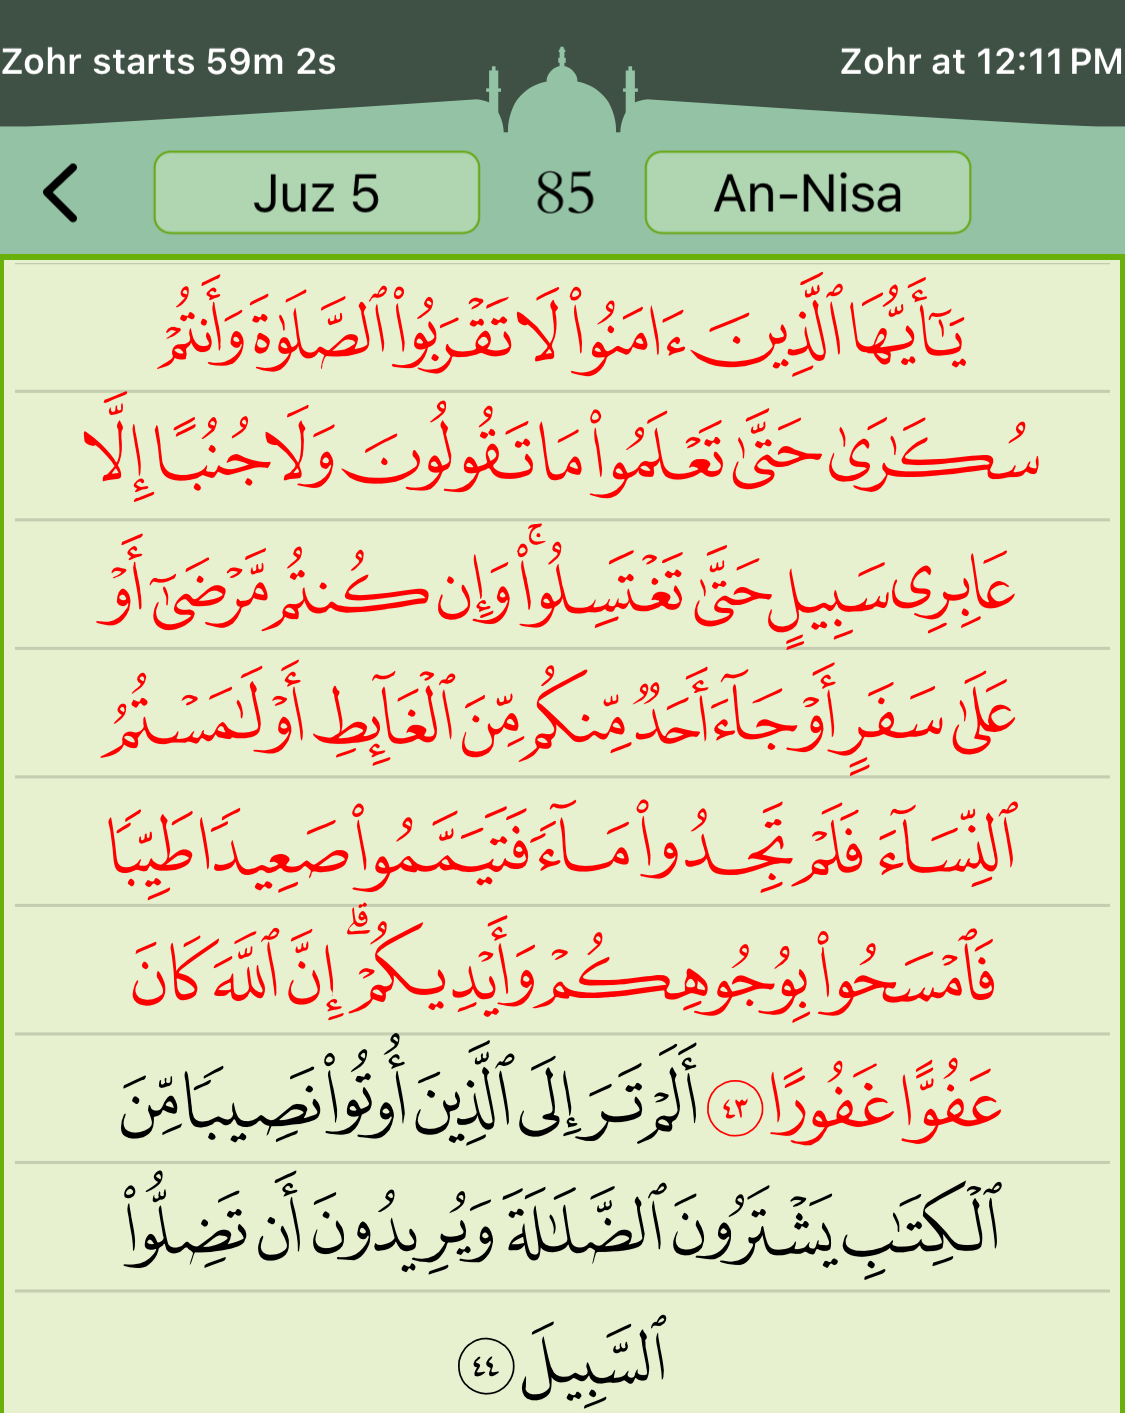 Zohr starts 59m 2s
Zohr at 12:11 PM
Juz 5
85
An-Nisa
يَـٰٓأَيُّهَا ٱلَّذِينَ ءَامَنُوا۟ لَا تَقْرَبُوا۟ ٱلصَّلَوٰةَ وَأَنتُمْ
سُكَـٰرَىٰ حَتَّىٰ تَعْلَمُوا۟ مَا تَقُولُونَ وَلَا جُنُبًا إِلَّا
عَابِرِى سَبِيلٍ حَتَّىٰ تَغْتَسِلُوا۟ ۚ وَإِن كُنتُم مَّرْضَىٰٓ أَوْ
عَلَىٰ سَفَرٍ أَوْ جَآءَ أَحَدٌ مِّنكُم مِّنَ ٱلْغَآئِطِ أَوْ لَـٰمَسْتُمُ
ٱلنِّسَآءَ فَلَمْ تَجِدُوا۟ مَآءً فَتَيَمَّمُوا۟ صَعِيدًا طَيِّبًا
فَٱمْسَحُوا۟ بِوُجُوهِكُمْ وَأَيْدِيكُمْ ۗ إِنَّ ٱللَّهَ كَانَ
عَفُوًّا غَفُورًا ٤٣ أَلَمْ تَرَ إِلَى ٱلَّذِينَ أُوتُوا۟ نَصِيبًا مِّنَ
ٱلْكِتَـٰبِ يَشْتَرُونَ ٱلضَّلَـٰلَةَ وَيُرِيدُونَ أَن تَضِلُّوا۟
ٱلسَّبِيلَ ٤٤